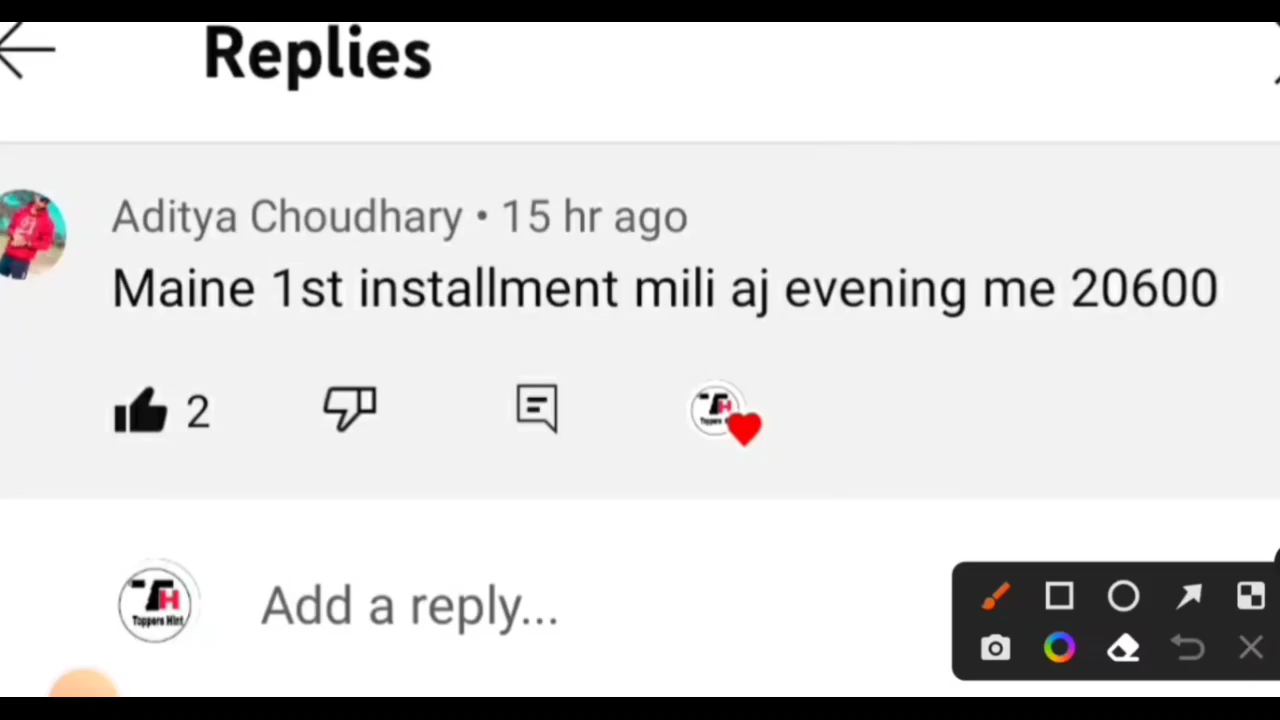 Replies
Aditya Choudhary • 15 hr ago
Maine 1st installment mili aj evening me 20600
2
Toppers Hint
Add a reply...